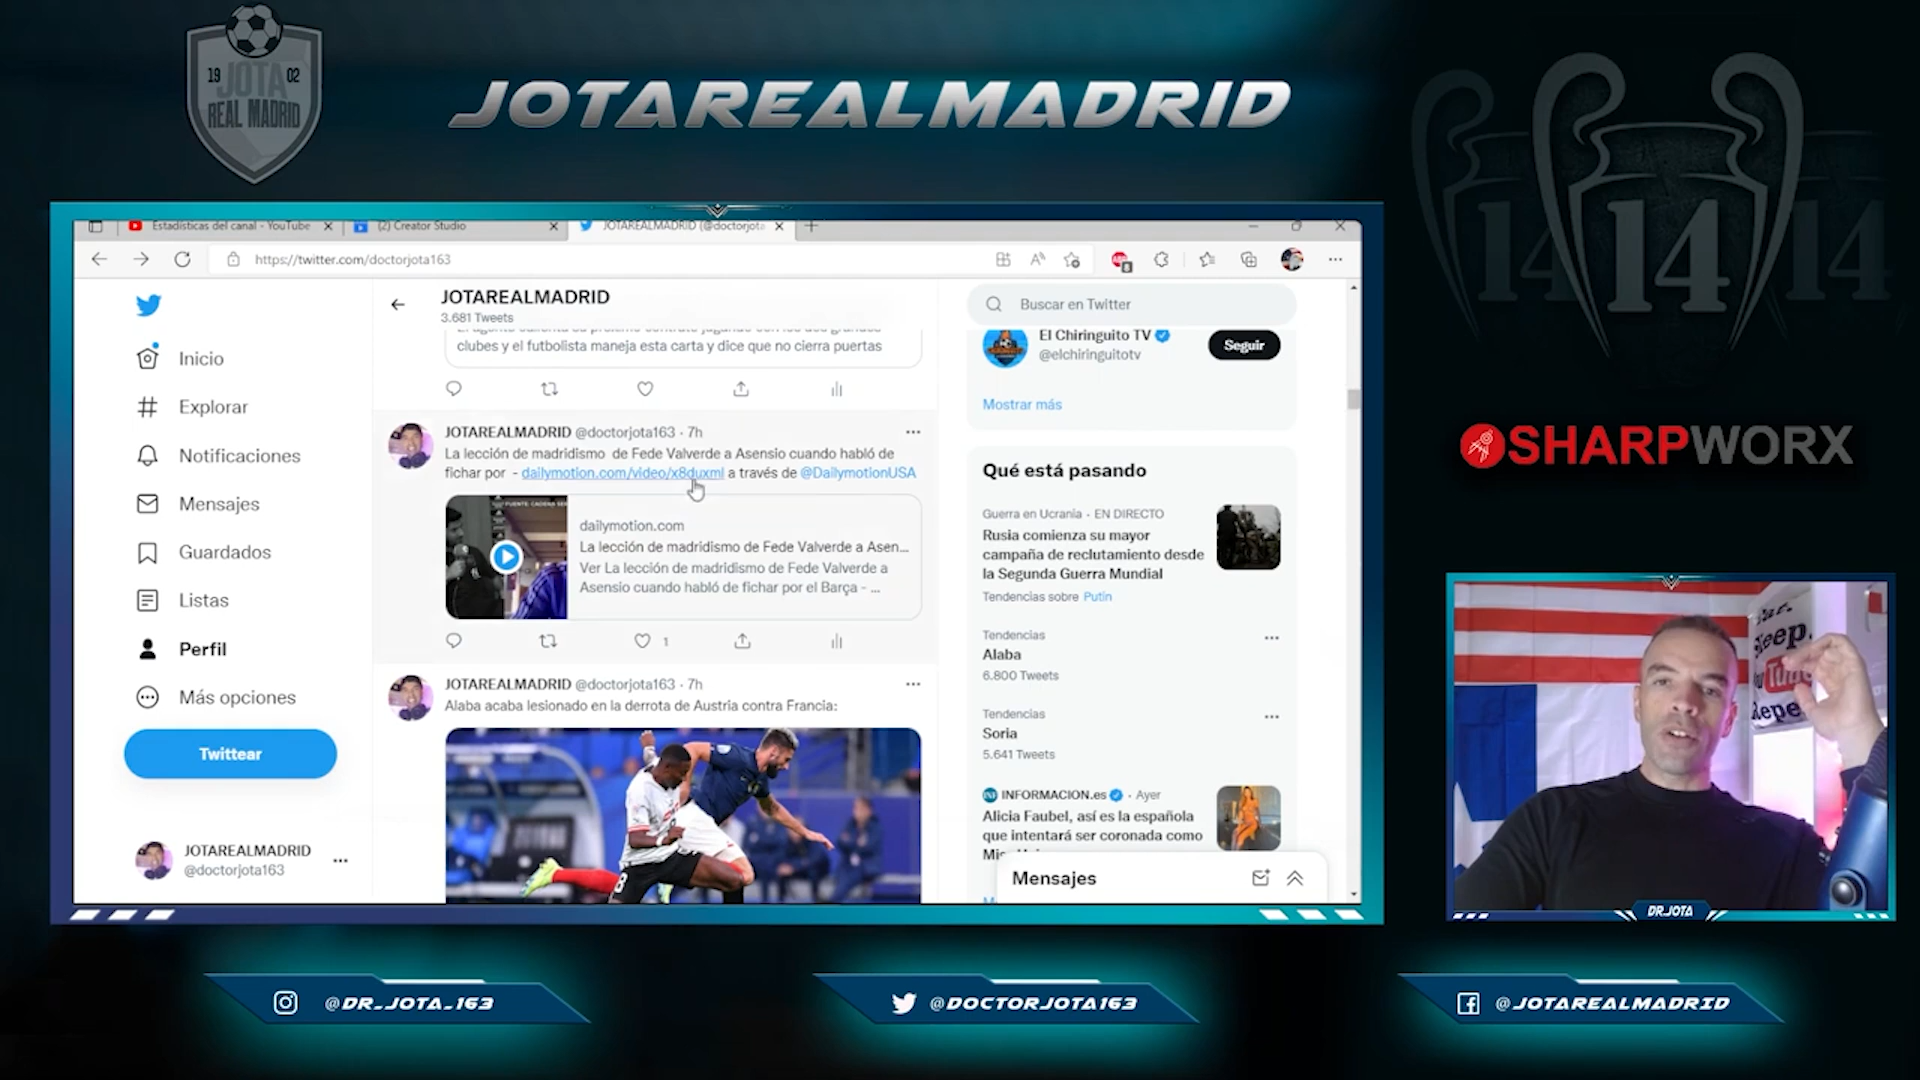 19 JOTA 02
REAL MADRID
JOTAREALMADRID
14 14 14
Estadísticas del canal - YouTube
(2) Creator Studio
JOTAREALMADRID (@doctorjota
https://twitter.com/doctorjota163
Inicio
Explorar
Notificaciones
Mensajes
Guardados
Listas
Perfil
Más opciones
Twittear
JOTAREALMADRID
@doctorjota163
JOTAREALMADRID
3.681 Tweets
clubes y el futbolista maneja esta carta y dice que no cierra puertas
JOTAREALMADRID @doctorjota163 · 7h
La lección de madridismo de Fede Valverde a Asensio cuando habló de
fichar por - dailymotion.com/video/x8duxml a través de @DailymotionUSA
dailymotion.com
La lección de madridismo de Fede Valverde a Asen...
Ver La lección de madridismo de Fede Valverde a
Asensio cuando habló de fichar por el Barça - ...
1
JOTAREALMADRID @doctorjota163 · 7h
Alaba acaba lesionado en la derrota de Austria contra Francia:
8
Buscar en Twitter
El Chiringuito TV
@elchiringuitotv
Seguir
Mostrar más
Qué está pasando
Guerra en Ucrania · EN DIRECTO
Rusia comienza su mayor
campaña de reclutamiento desde
la Segunda Guerra Mundial
Tendencias sobre Putin
Tendencias
Alaba
6.800 Tweets
Tendencias
Soria
5.641 Tweets
INFORMACION.es · Ayer
Alicia Faubel, así es la española
que intentará ser coronada como
Mensajes
SHARPWORX
Keep.
DR.JOTA
@DR_JOTA_163
@DOCTORJOTA163
@JOTAREALMADRID